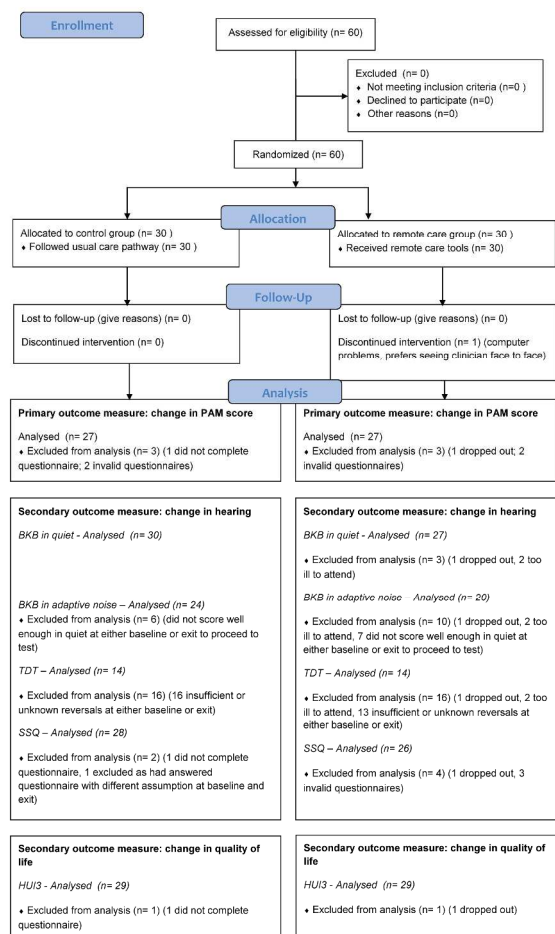 Enrollment
Assessed for eligibility (n= 60)
Excluded (n= 0)
♦ Not meeting inclusion criteria (n=0 )
♦ Declined to participate (n=0)
♦ Other reasons (n=0)
Randomized (n= 60)
Allocation
Allocated to control group (n= 30 )
♦ Followed usual care pathway (n= 30 )
Allocated to remote care group (n= 30 )
♦ Received remote care tools (n= 30)
Follow-Up
Lost to follow-up (give reasons) (n= 0)
Discontinued intervention (n= 0)
Lost to follow-up (give reasons) (n= 0)
Discontinued intervention (n= 1) (computer
problems, prefers seeing clinician face to face)
Analysis
Primary outcome measure: change in PAM score
Analysed (n= 27)
♦ Excluded from analysis (n= 3) (1 did not complete
questionnaire; 2 invalid questionnaires)
Primary outcome measure: change in PAM score
Analysed (n= 27)
♦ Excluded from analysis (n= 3) (1 dropped out; 2
invalid questionnaires)
Secondary outcome measure: change in hearing
BKB in quiet - Analysed (n= 30)
BKB in adaptive noise – Analysed (n= 24)
♦ Excluded from analysis (n= 6) (did not score well
enough in quiet at either baseline or exit to proceed to
test)
TDT – Analysed (n= 14)
♦ Excluded from analysis (n= 16) (16 insufficient or
unknown reversals at either baseline or exit)
SSQ – Analysed (n= 28)
♦ Excluded from analysis (n= 2) (1 did not complete
questionnaire, 1 excluded as had answered
questionnaire with different assumption at baseline and
exit)
Secondary outcome measure: change in hearing
BKB in quiet - Analysed (n= 27)
♦ Excluded from analysis (n= 3) (1 dropped out, 2 too
ill to attend)
BKB in adaptive noise – Analysed (n= 20)
♦ Excluded from analysis (n= 10) (1 dropped out, 2 too
ill to attend, 7 did not score well enough in quiet at
either baseline or exit to proceed to test)
TDT – Analysed (n= 14)
♦ Excluded from analysis (n= 16) (1 dropped out, 2 too
ill to attend, 13 insufficient or unknown reversals at
either baseline or exit)
SSQ – Analysed (n= 26)
♦ Excluded from analysis (n= 4) (1 dropped out, 3
invalid questionnaires)
Secondary outcome measure: change in quality of
life
HUI3 - Analysed (n= 29)
♦ Excluded from analysis (n= 1) (1 did not complete
questionnaire)
Secondary outcome measure: change in quality of
life
HUI3 - Analysed (n= 29)
♦ Excluded from analysis (n= 1) (1 dropped out)